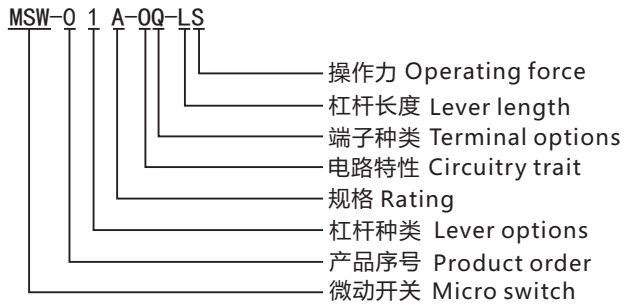 MSW-0 1 A-0Q-LS
操作力 Operating force
杠杆长度 Lever length
端子种类 Terminal options
电路特性 Circuitry trait
规格 Rating
杠杆种类 Lever options
产品序号 Product order
微动开关 Micro switch